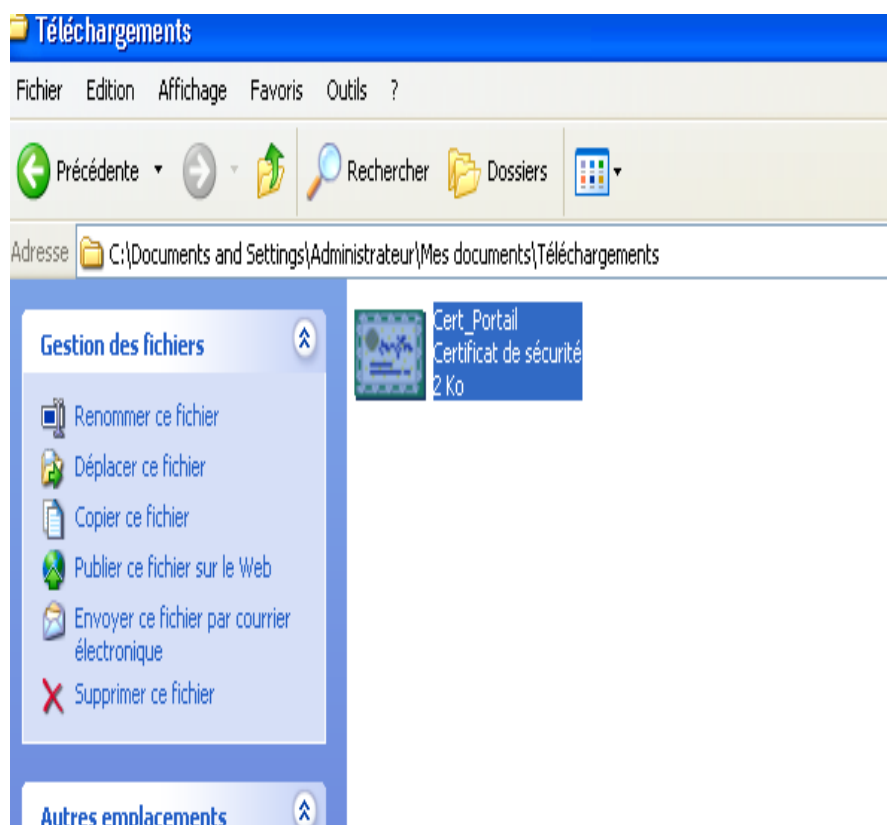 Téléchargements
Fichier Edition Affichage Favoris Outils ?
Précédente Rechercher Dossiers
Adresse C:\Documents and Settings\Administrateur\Mes documents\Téléchargements
Gestion des fichiers
Renommer ce fichier
Déplacer ce fichier
Copier ce fichier
Publier ce fichier sur le Web
Envoyer ce fichier par courrier
électronique
Supprimer ce fichier
Autres emplacements
Cert_Portail
Certificat de sécurité
2 Ko